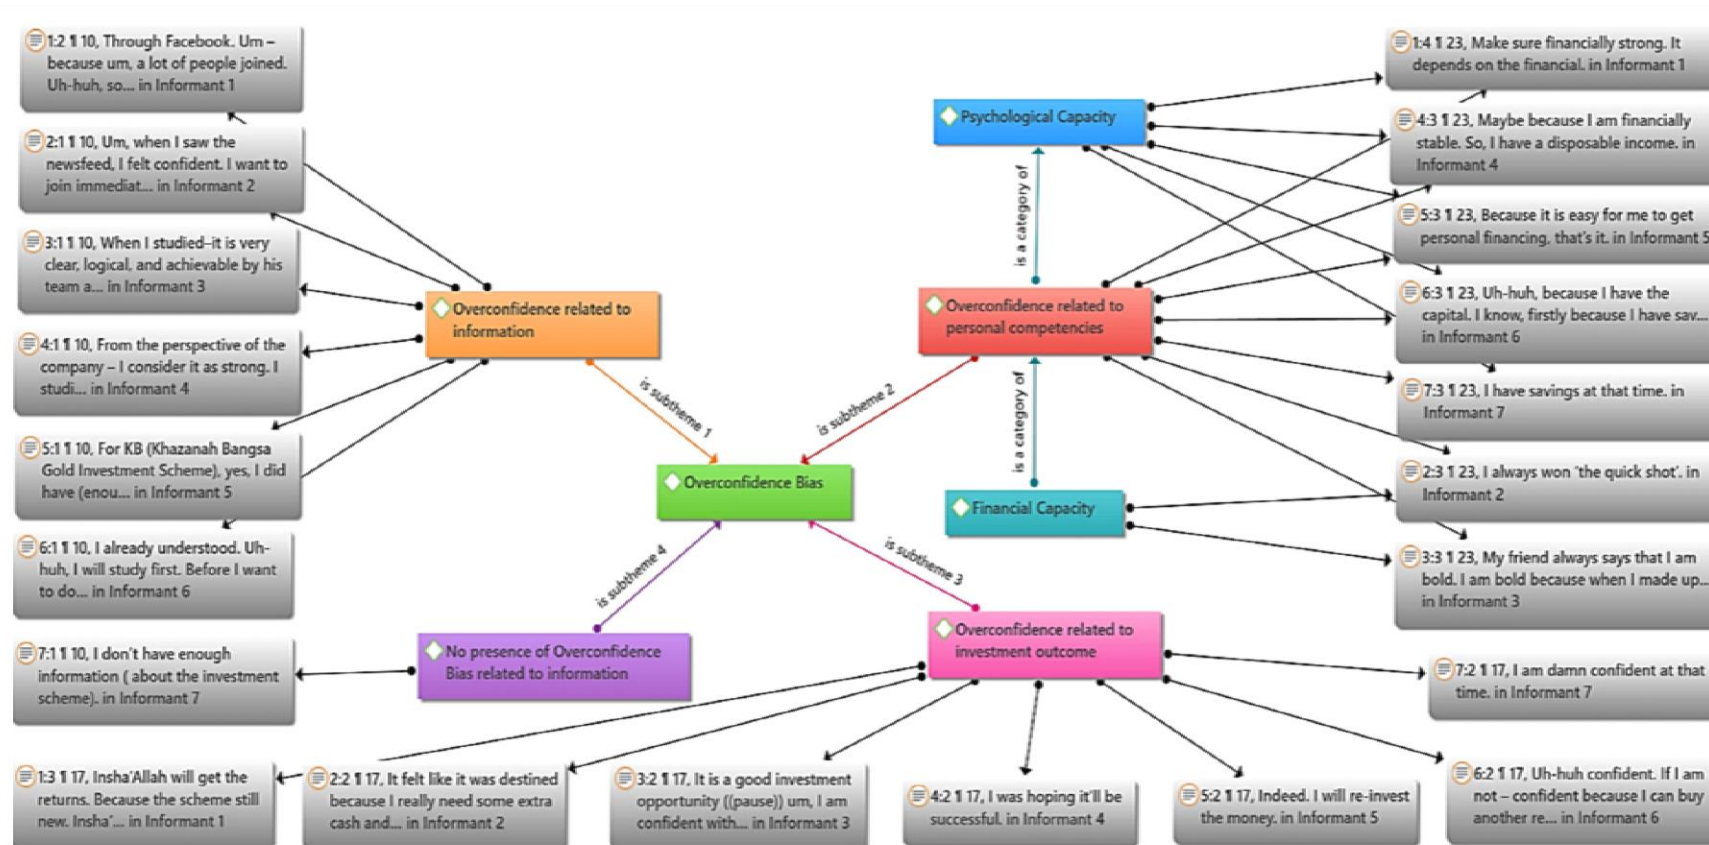 1:2 ¶ 10, Through Facebook. Um –
because um, a lot of people joined.
Uh-huh, so... in Informant 1
2:1 ¶ 10, Um, when I saw the
newsfeed, I felt confident. I want to
join immediat... in Informant 2
3:1 ¶ 10, When I studied–it is very
clear, logical, and achievable by his
team a... in Informant 3
4:1 ¶ 10, From the perspective of the
company – I consider it as strong. I
studi... in Informant 4
5:1 ¶ 10, For KB (Khazanah Bangsa
Gold Investment Scheme), yes, I did
have (enou... in Informant 5
6:1 ¶ 10, I already understood. Uh-
huh, I will study first. Before I want
to do... in Informant 6
7:1 ¶ 10, I don't have enough
information ( about the investment
scheme). in Informant 7
Overconfidence related to
information
is subtheme 1
Overconfidence Bias
is subtheme 4
No presence of Overconfidence
Bias related to information
Psychological Capacity
is a category of
Overconfidence related to
personal competencies
is subtheme 2
is a category of
Financial Capacity
is subtheme 3
Overconfidence related to
investment outcome
1:4 ¶ 23, Make sure financially strong. It
depends on the financial. in Informant 1
4:3 ¶ 23, Maybe because I am financially
stable. So, I have a disposable income. in
Informant 4
5:3 ¶ 23, Because it is easy for me to get
personal financing, that's it. in Informant 5
6:3 ¶ 23, Uh-huh, because I have the
capital. I know, firstly because I have sav...
in Informant 6
7:3 ¶ 23, I have savings at that time. in
Informant 7
2:3 ¶ 23, I always won 'the quick shot'. in
Informant 2
3:3 ¶ 23, My friend always says that I am
bold. I am bold because when I made up...
in Informant 3
7:2 ¶ 17, I am damn confident at that
time. in Informant 7
1:3 ¶ 17, Insha'Allah will get the
returns. Because the scheme still
new. Insha'... in Informant 1
2:2 ¶ 17, It felt like it was destined
because I really need some extra
cash and... in Informant 2
3:2 ¶ 17, It is a good investment
opportunity ((pause)) um, I am
confident with... in Informant 3
4:2 ¶ 17, I was hoping it'll be
successful. in Informant 4
5:2 ¶ 17, Indeed. I will re-invest
the money. in Informant 5
6:2 ¶ 17, Uh-huh confident. If I am
not – confident because I can buy
another re... in Informant 6